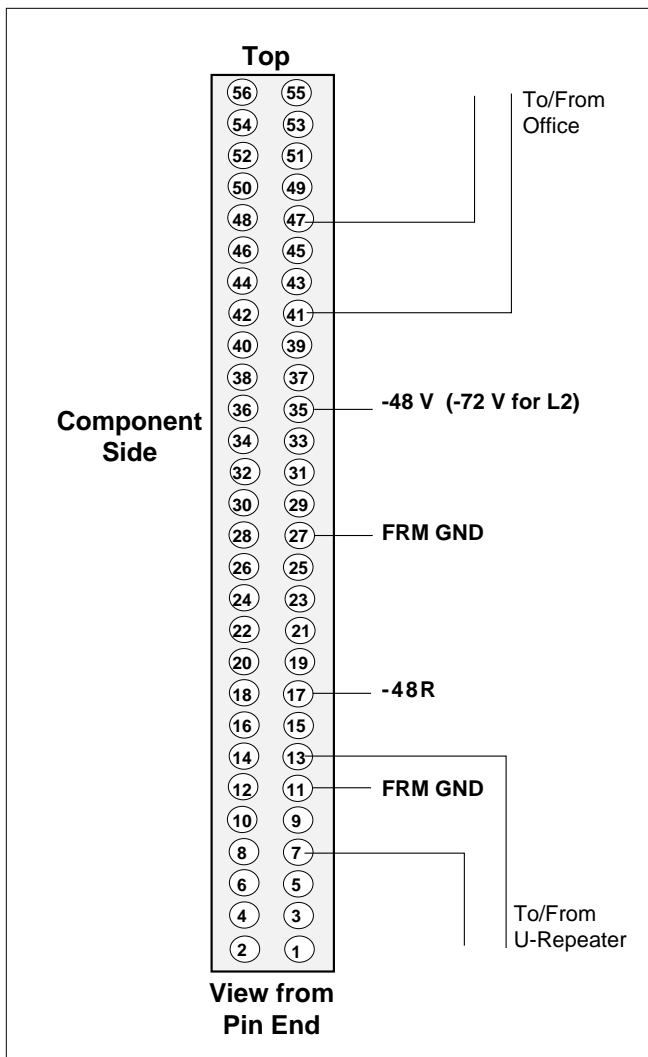 Top
56 55
To/From
Office
54 53
52 51
50 49
48 47
46 45
44 43
42 41
40 39
38 37
36 35 -48 V (-72 V for L2)
Component
Side
34 33
32 31
30 29
28 27 FRM GND
26 25
24 23
22 21
20 19
18 17 -48R
16 15
14 13
12 11 FRM GND
10 9
8 7
6 5
4 3
To/From
U-Repeater
2 1
View from
Pin End